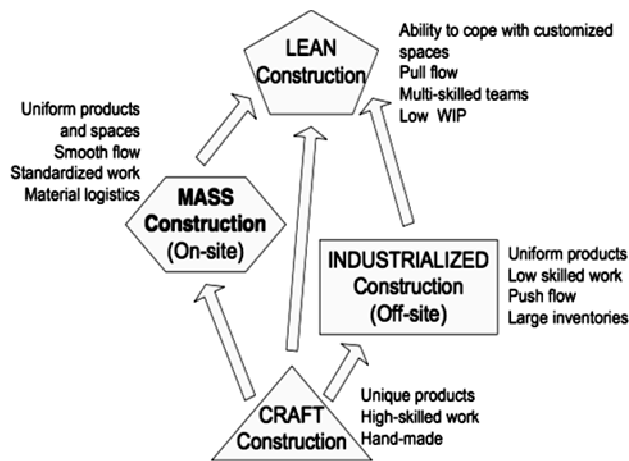 LEAN
Construction
Ability to cope with customized
spaces
Pull flow
Multi-skilled teams
Low WIP
Uniform products
and spaces
Smooth flow
Standardized work
Material logistics
MASS
Construction
(On-site)
INDUSTRIALIZED
Construction
(Off-site)
Uniform products
Low skilled work
Push flow
Large inventories
CRAFT
Construction
Unique products
High-skilled work
Hand-made